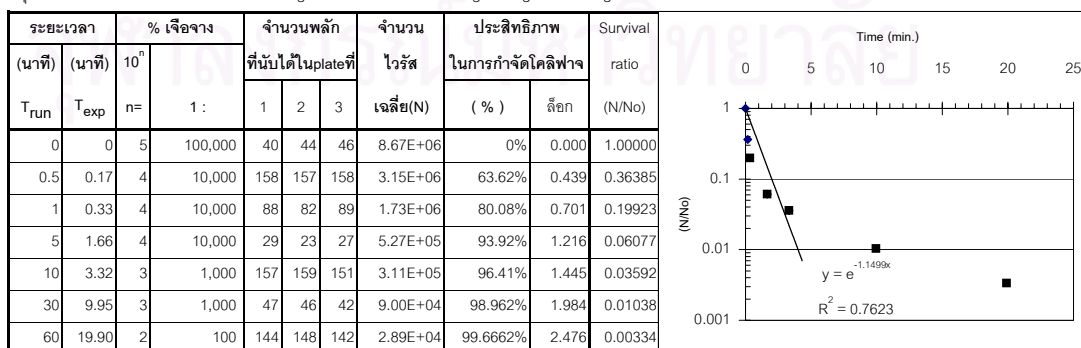 ระยะเวลา % เจือจาง จำนวนพลัก จำนวน ประสิทธิภาพ Survival
(นาที) (นาที) 10^n ที่นับได้ในplateที่ ไวรัส ในการกำจัดโคลิฟาจ ratio
Trun Texp n= 1 : 1 2 3 เฉลี่ย(N) ( % ) ล็อก (N/No)
0 0 5 100,000 40 44 46 8.67E+06 0% 0.000 1.00000
0.5 0.17 4 10,000 158 157 158 3.15E+06 63.62% 0.439 0.36385
1 0.33 4 10,000 88 82 89 1.73E+06 80.08% 0.701 0.19923
5 1.66 4 10,000 29 23 27 5.27E+05 93.92% 1.216 0.06077
10 3.32 3 1,000 157 159 151 3.11E+05 96.41% 1.445 0.03592
30 9.95 3 1,000 47 46 42 9.00E+04 98.962% 1.984 0.01038
60 19.90 2 100 144 148 142 2.89E+04 99.6662% 2.476 0.00334
Time (min.)
0 5 10 15 20 25
1
0.1
0.01
0.001
(N/No)
y = e^-1.1499x
R² = 0.7623